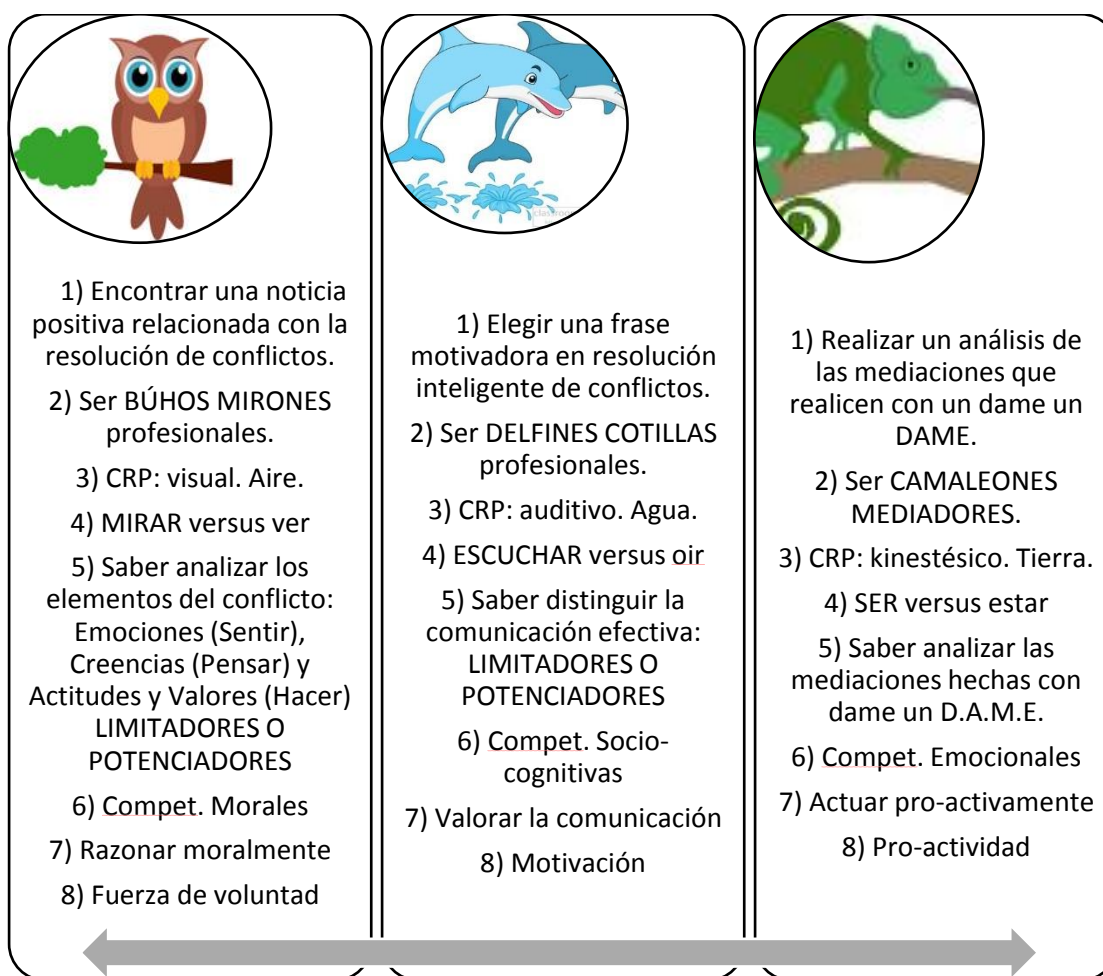 1) Encontrar una noticia
positiva relacionada con la
resolución de conflictos.
2) Ser BÚHOS MIRONES
profesionales.
3) CRP: visual. Aire.
4) MIRAR versus ver
5) Saber analizar los
elementos del conflicto:
Emociones (Sentir),
Creencias (Pensar) y
Actitudes y Valores (Hacer)
LIMITADORES O
POTENCIADORES
6) Compet. Morales
7) Razonar moralmente
8) Fuerza de voluntad
1) Elegir una frase
motivadora en resolución
inteligente de conflictos.
2) Ser DELFINES COTILLAS
profesionales.
3) CRP: auditivo. Agua.
4) ESCUCHAR versus oir
5) Saber distinguir la
comunicación efectiva:
LIMITADORES O
POTENCIADORES
6) Compet. Socio-
cognitivas
7) Valorar la comunicación
8) Motivación
1) Realizar un análisis de
las mediaciones que
realicen con un dame un
DAME.
2) Ser CAMALEONES
MEDIADORES.
3) CRP: kinestésico. Tierra.
4) SER versus estar
5) Saber analizar las
mediaciones hechas con
dame un D.A.M.E.
6) Compet. Emocionales
7) Actuar pro-activamente
8) Pro-actividad